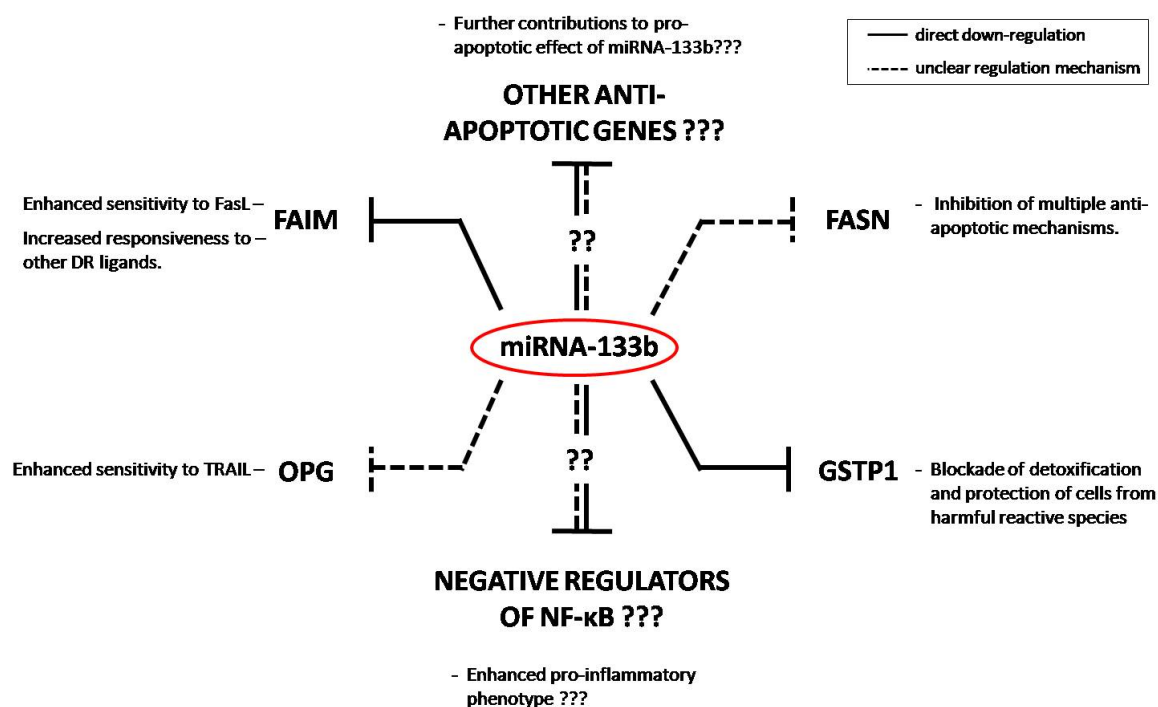 - Further contributions to pro-
apoptotic effect of miRNA-133b???
direct down-regulation
unclear regulation mechanism
OTHER ANTI-
APOPTOTIC GENES ???
Enhanced sensitivity to FasL –
Increased responsiveness to –
other DR ligands.
FAIM
??
FASN
- Inhibition of multiple anti-
apoptotic mechanisms.
miRNA-133b
Enhanced sensitivity to TRAIL –
OPG
??
GSTP1
- Blockade of detoxification
and protection of cells from
harmful reactive species
NEGATIVE REGULATORS
OF NF-κB ???
- Enhanced pro-inflammatory
phenotype ???